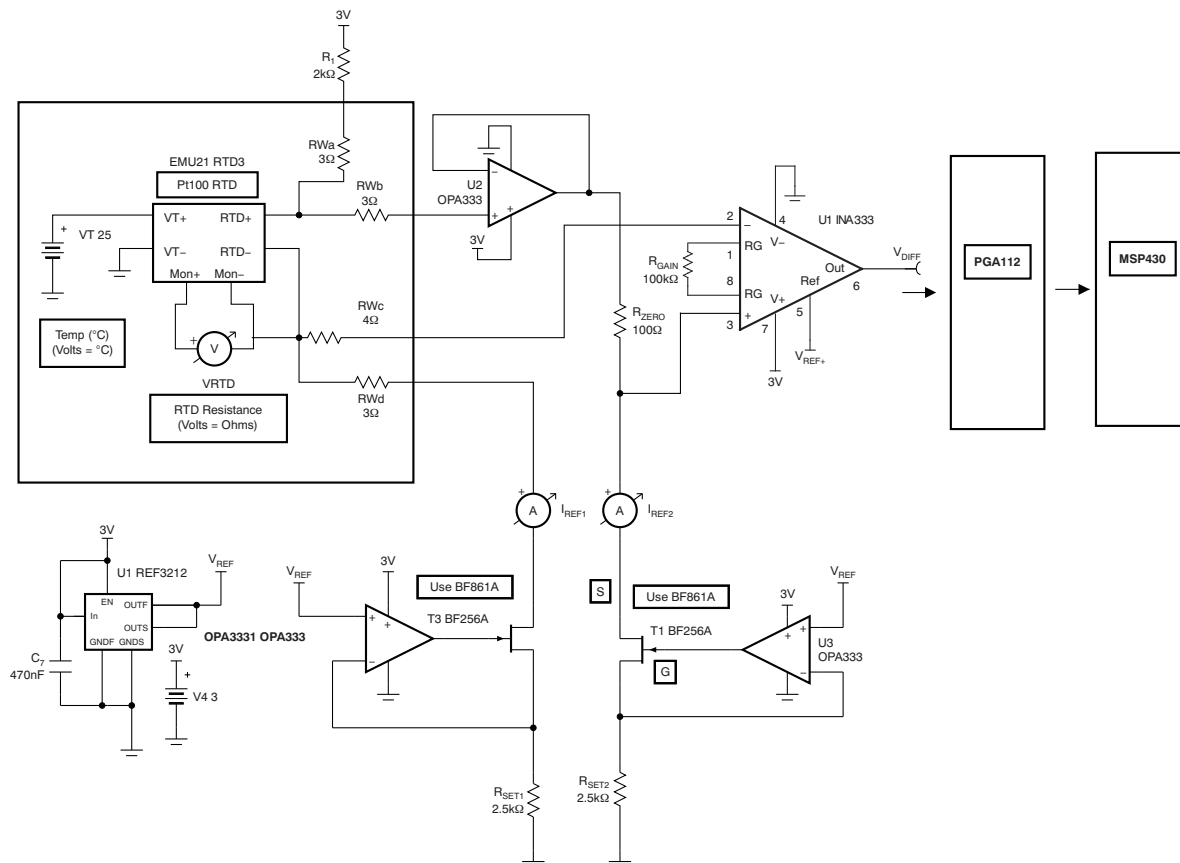 3V
R1
2kΩ
RWa
3Ω
EMU21 RTD3
Pt100 RTD
RWb
3Ω
U2
OPA333
-
+
+
3V
VT+
RTD+
VT−
RTD−
Mon+
Mon−
+
VT 25
Temp (°C)
(Volts = °C)
+
V
VRTD
RTD Resistance
(Volts = Ohms)
RWc
4Ω
RWd
3Ω
RZERO
100Ω
RGAIN
100kΩ
2
-
RG
1
8
RG
+
3
4
V−
U1 INA333
Out
6
Ref
5
V+
7
3V
VREF+
VDIFF
PGA112
MSP430
+
A
IREF1
+
A
IREF2
3V
U1 REF3212
VREF
EN
In
OUTF
OUTS
GNDF
GNDS
C7
470nF
OPA3331 OPA333
3V
+
V4 3
VREF
3V
+
+
-
Use BF861A
T3 BF256A
RSET1
2.5kΩ
S
Use BF861A
T1 BF256A
G
3V
VREF
+
+
-
U3
OPA333
RSET2
2.5kΩ